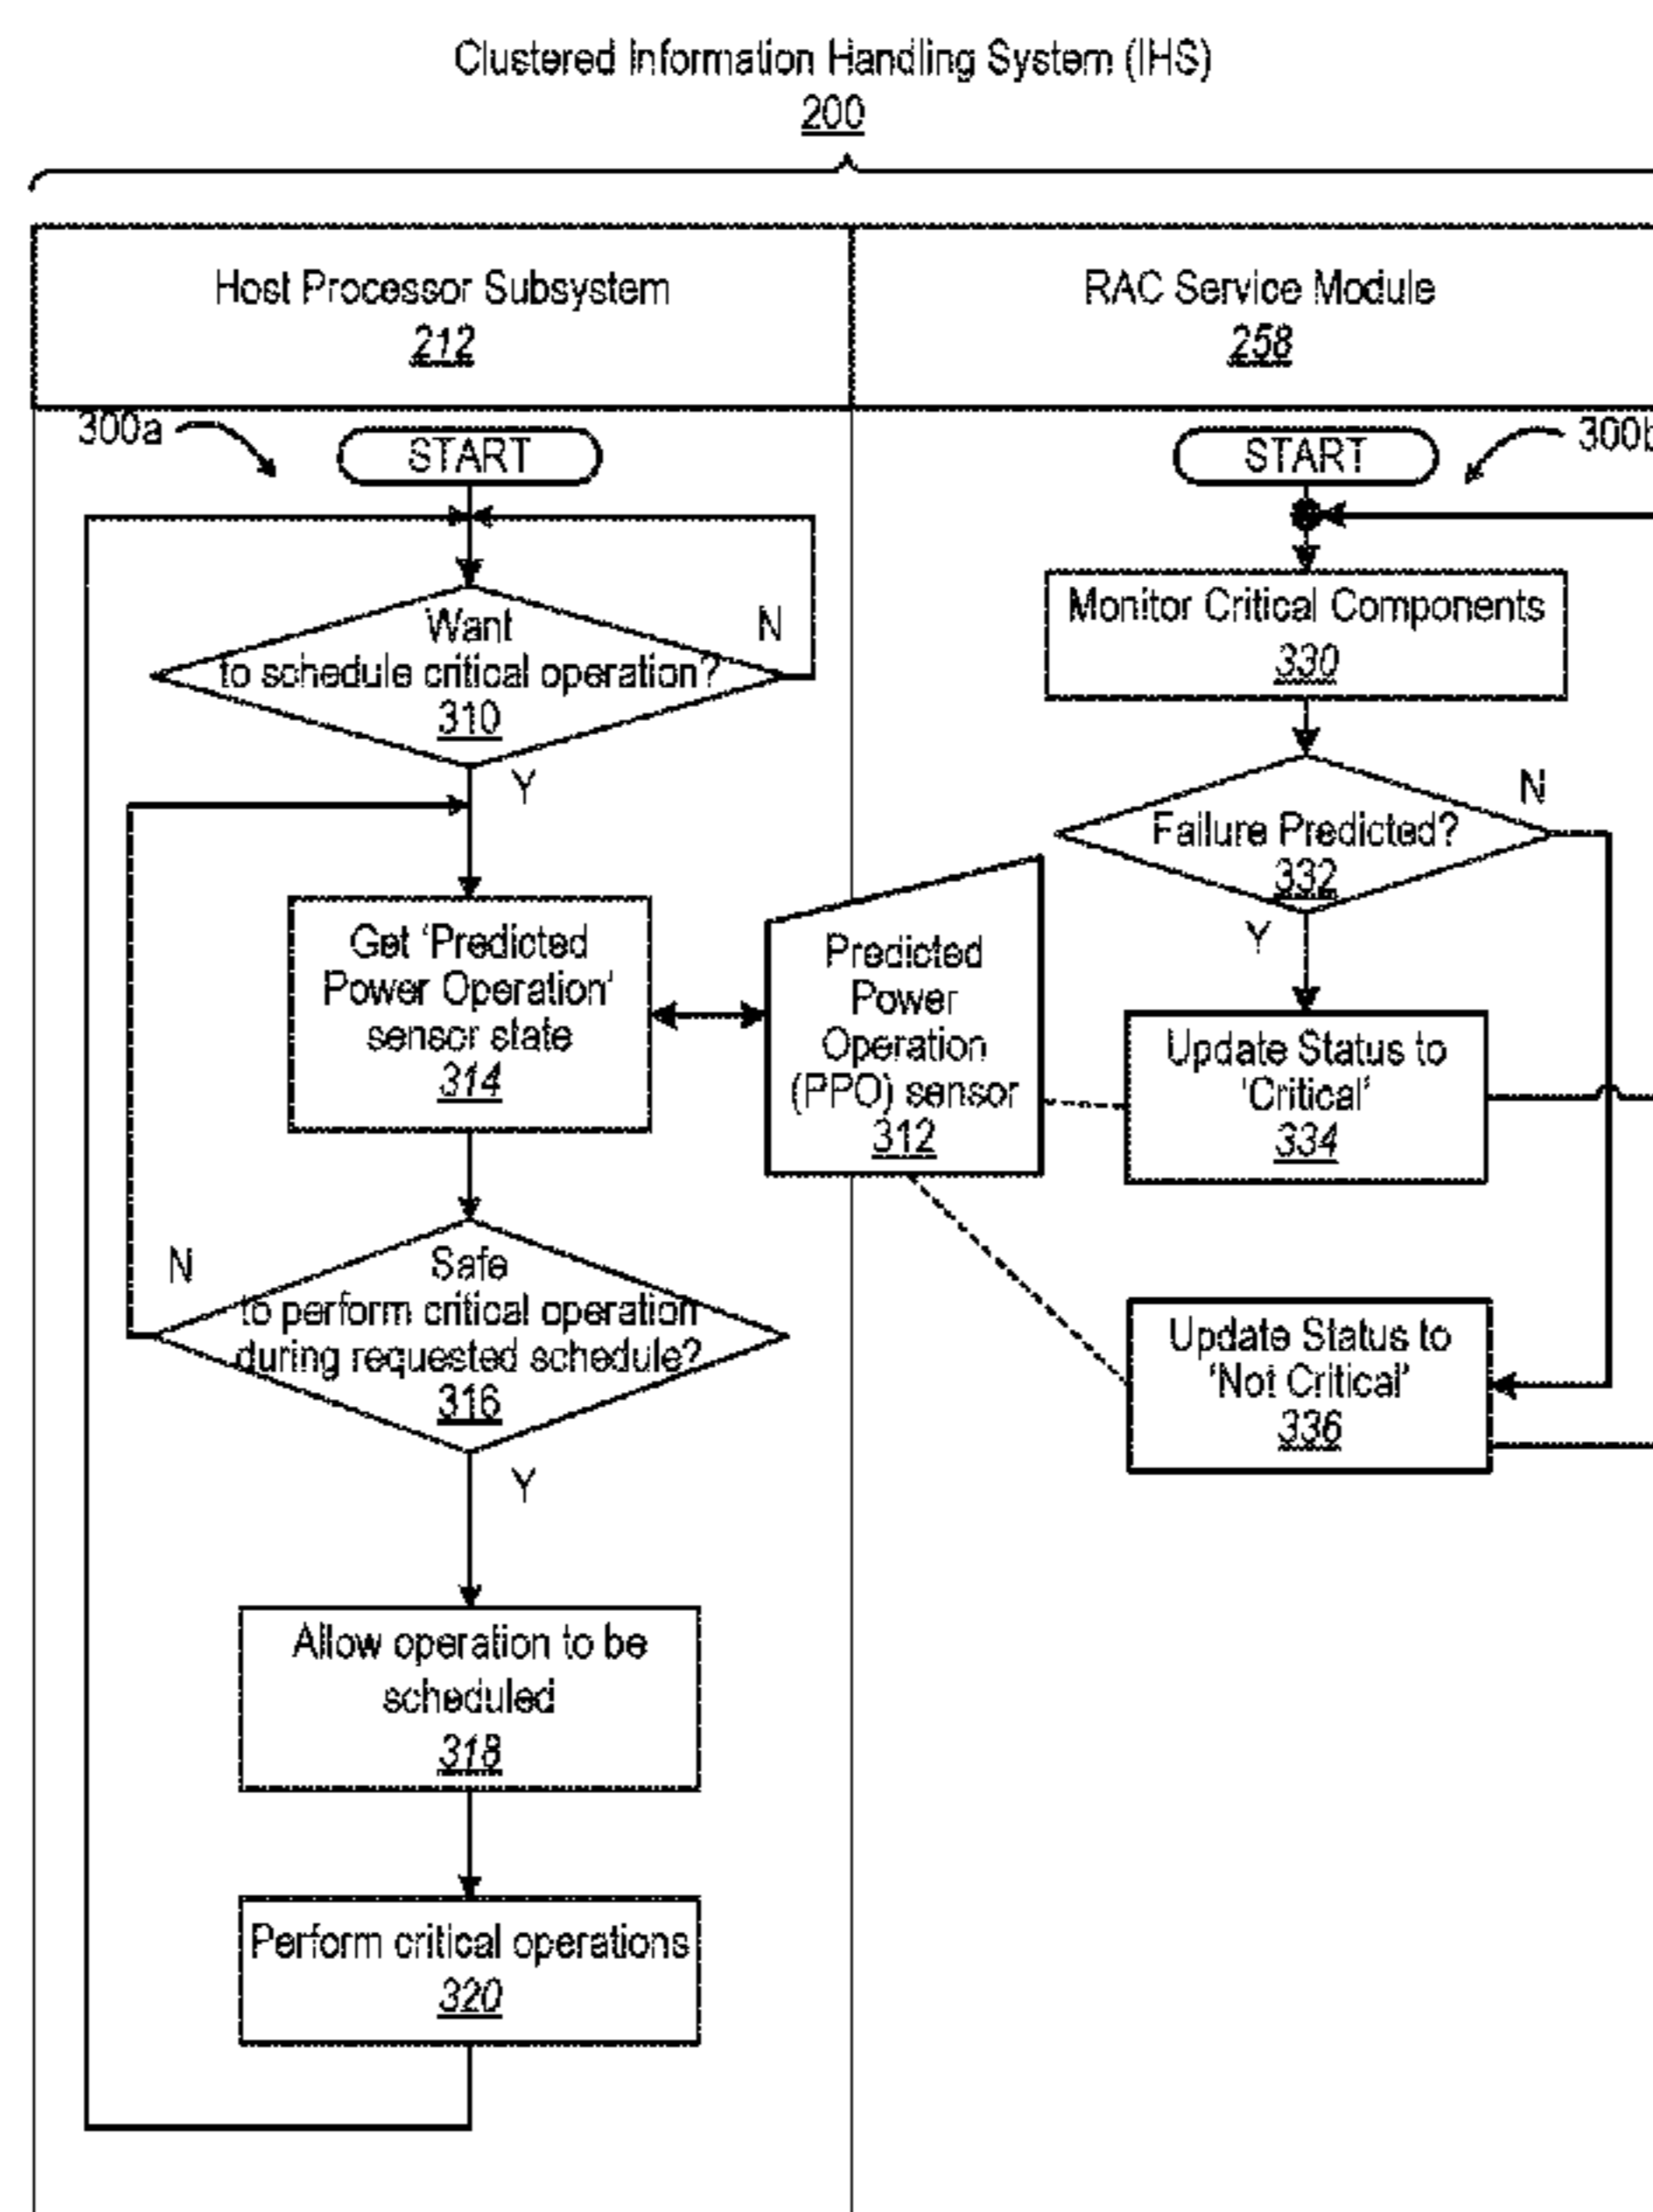 Clustered Information Handling System (IHS)
200
Host Processor Subsystem
212
RAC Service Module
258
300a
START
Want
to schedule critical operation?
310
N
Y
Get 'Predicted
Power Operation'
sensor state
314
Safe
to perform critical operation
during requested schedule?
316
N
Y
Allow operation to be
scheduled
318
Perform critical operations
320
Predicted
Power
Operation
(PPO) sensor
312
START
300b
Monitor Critical Components
330
Failure Predicted?
332
N
Y
Update Status to
'Critical'
334
Update Status to
'Not Critical'
336